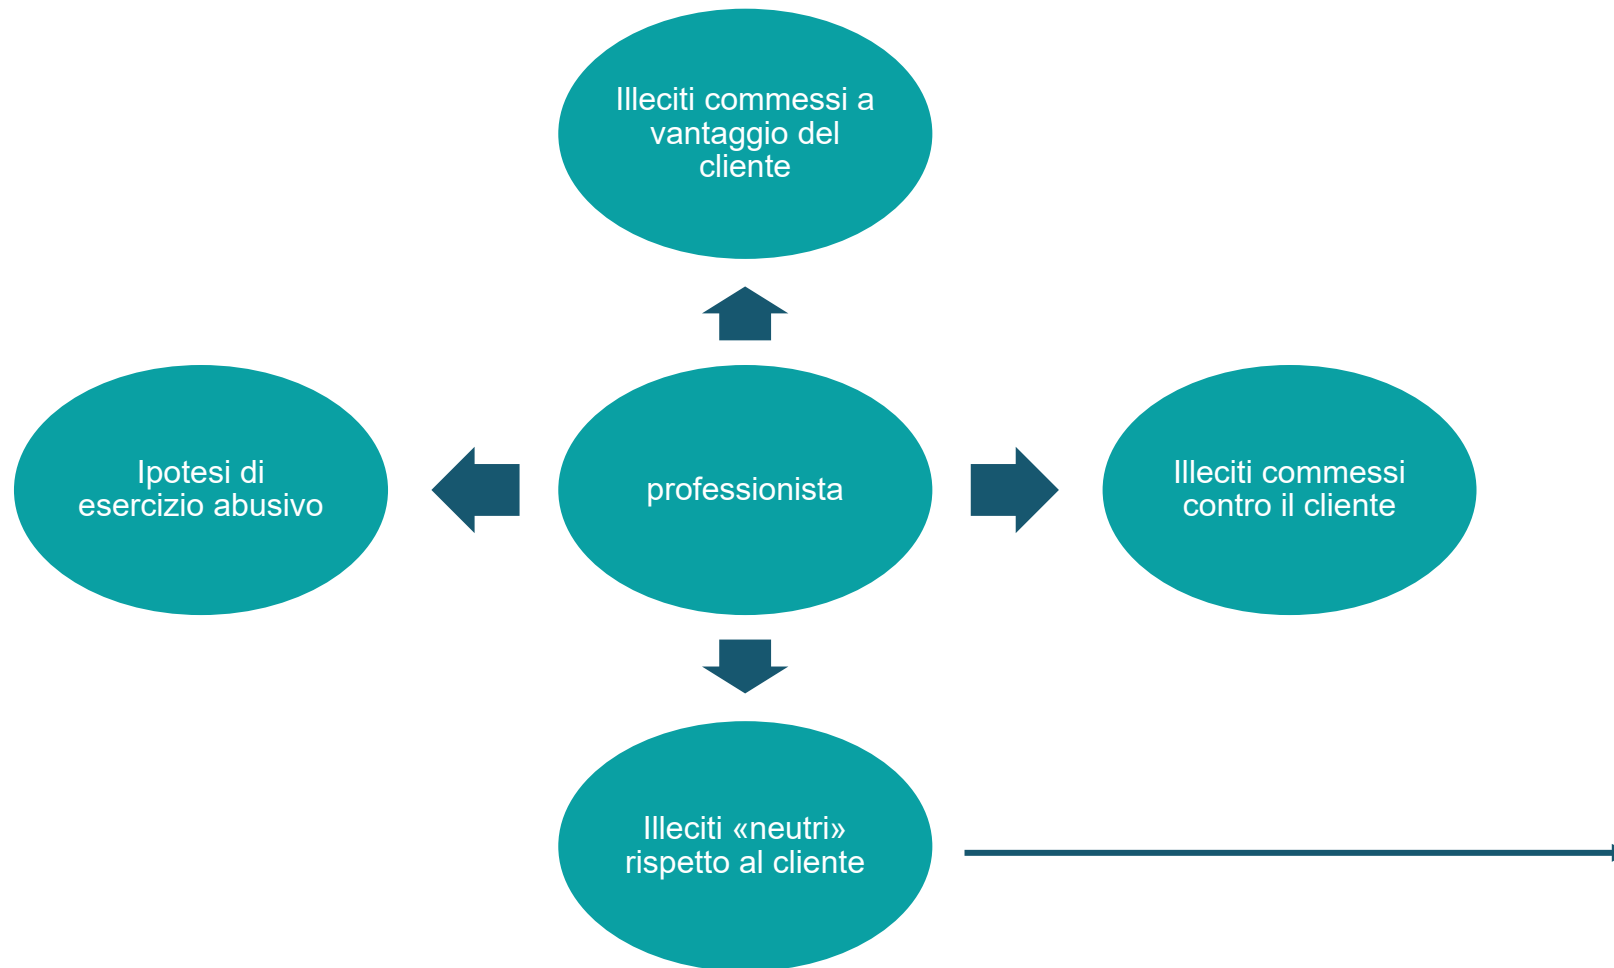 Illeciti commessi a
vantaggio del
cliente
Ipotesi di
esercizio abusivo
professionista
Illeciti commessi
contro il cliente
Illeciti «neutri»
rispetto al cliente